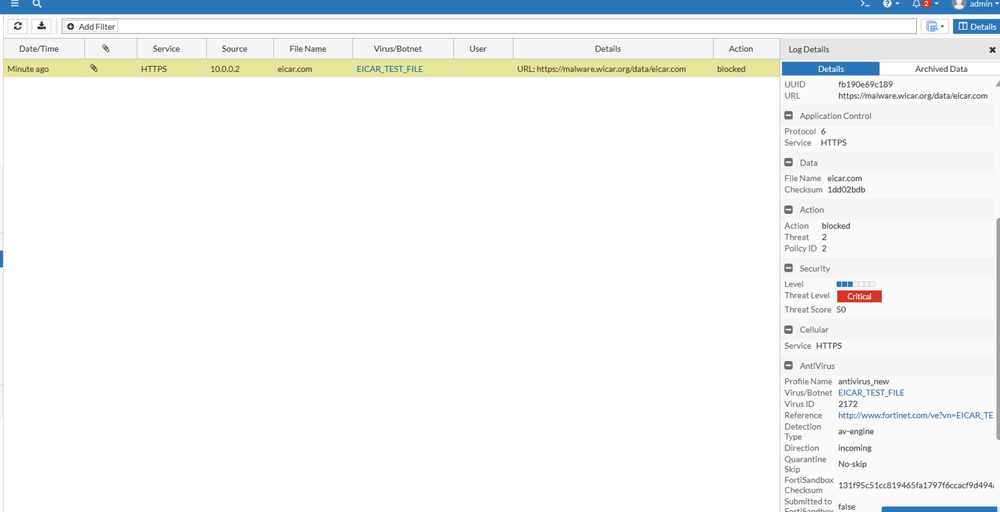 2
admin
Add Filter
Details
Date/Time Service Source File Name Virus/Botnet User Details Action
Minute ago HTTPS 10.0.0.2 eicar.com EICAR_TEST_FILE URL: https://malware.wicar.org/data/eicar.com blocked
Log Details
Details Archived Data
UUID fb190e69c189
URL https://malware.wicar.org/data/eicar.com
Application Control
Protocol 6
Service HTTPS
Data
File Name eicar.com
Checksum 1dd02bdb
Action
Action blocked
Threat 2
Policy ID 2
Security
Level
Threat Level Critical
Threat Score 50
Cellular
Service HTTPS
AntiVirus
Profile Name antivirus_new
Virus/Botnet EICAR_TEST_FILE
Virus ID 2172
Reference http://www.fortinet.com/ve?vn=EICAR_TE
Detection
Type av-engine
Direction incoming
Quarantine
Skip No-skip
FortiSandbox
Checksum 131f95c51cc819465fa1797f6ccacf9d494a
Submitted to
FortiSandbox false